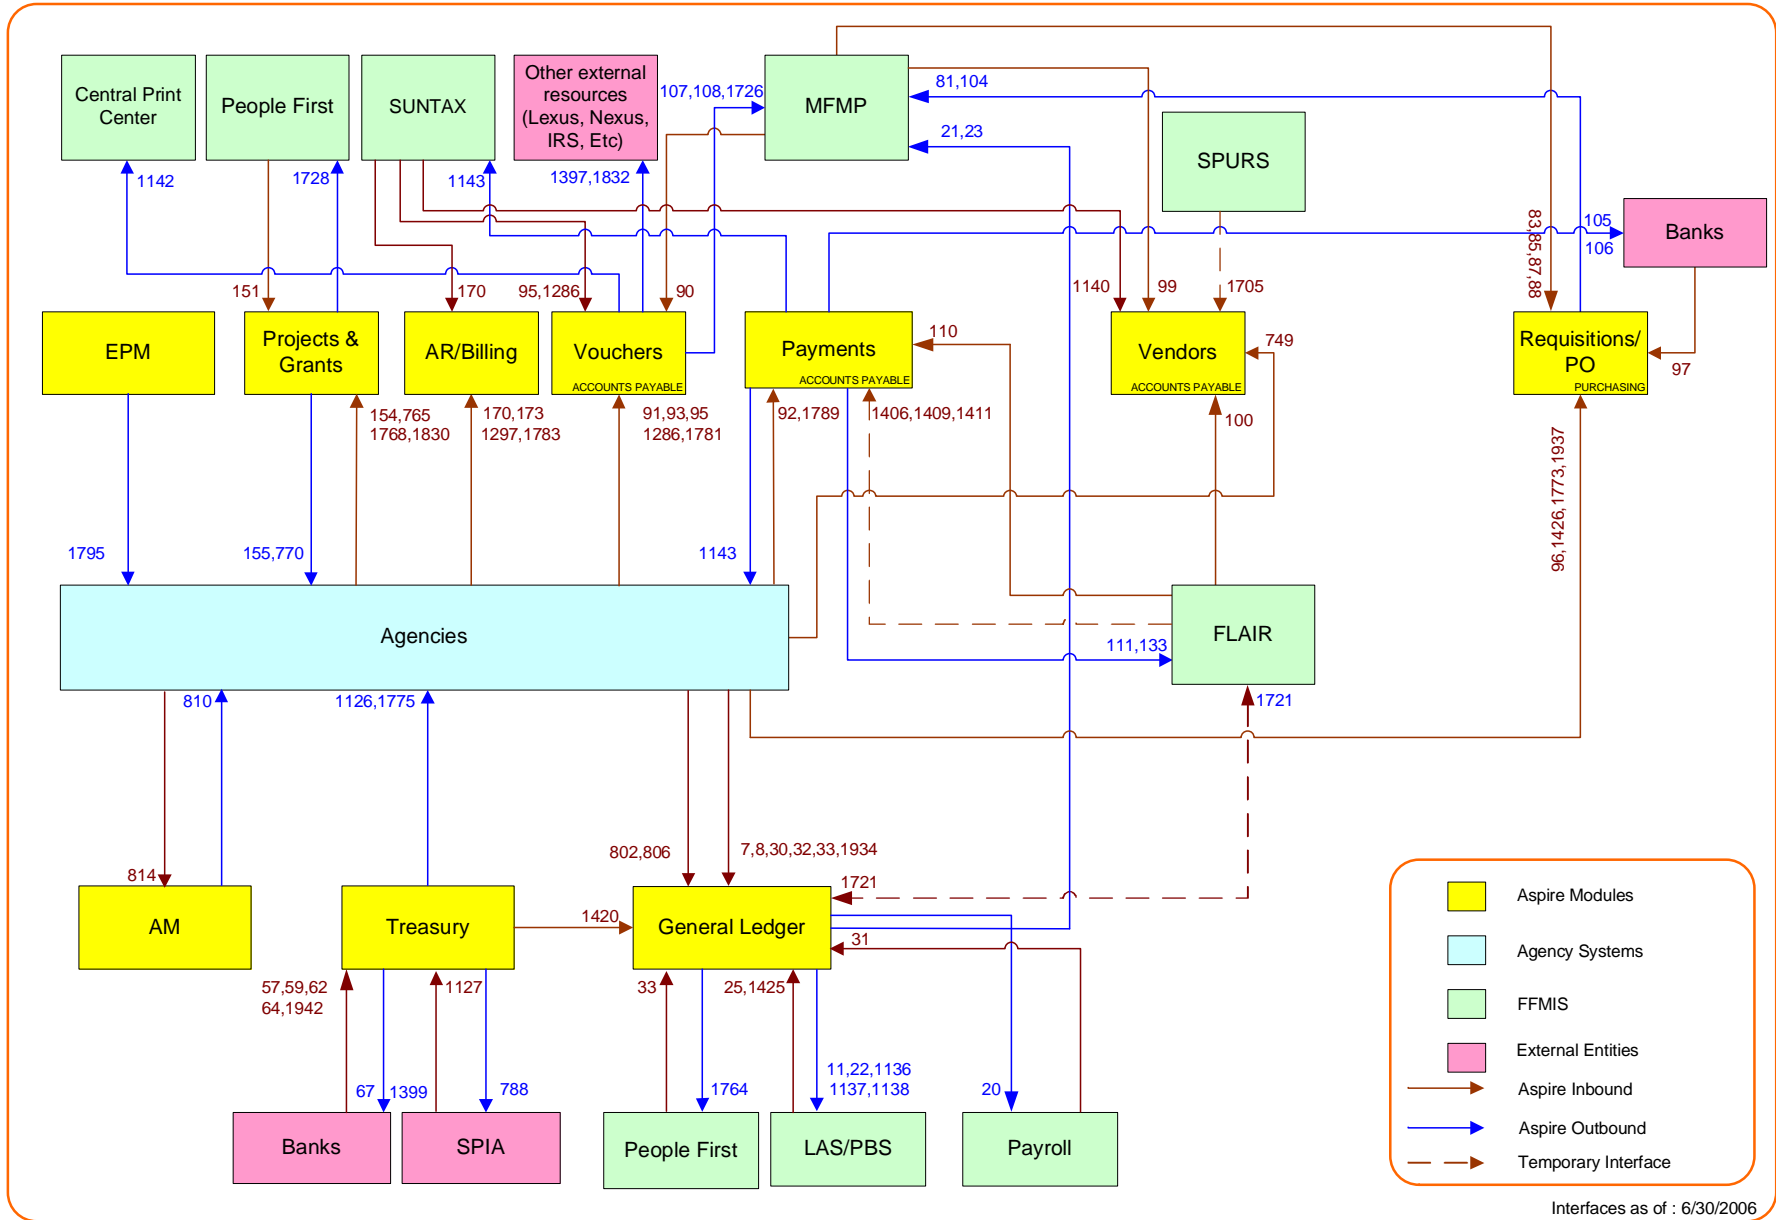 Central Print
Center
People First
SUNTAX
Other external
resources
(Lexus, Nexus,
IRS, Etc)
107,108,1726
MFMP
81,104
21,23
SPURS
Banks
105
106
1142
1728
1143
1397,1832
83,85,87,88
151
170
95,1286
90
1140
99
1705
97
EPM
Projects &
Grants
AR/Billing
Vouchers
ACCOUNTS PAYABLE
Payments
ACCOUNTS PAYABLE
110
Vendors
ACCOUNTS PAYABLE
749
Requisitions/
PO
PURCHASING
154,765
1768,1830
170,173
1297,1783
91,93,95
1286,1781
92,1789
1406,1409,1411
100
96,1426,1773,1937
1795
155,770
1143
Agencies
FLAIR
111,133
810
1126,1775
1721
814
802,806
7,8,30,32,33,1934
1721
AM
Treasury
1420
General Ledger
31
57,59,62
64,1942
1127
33
25,1425
67
1399
788
1764
11,22,1136
1137,1138
20
Banks
SPIA
People First
LAS/PBS
Payroll
Aspire Modules
Agency Systems
FFMIS
External Entities
Aspire Inbound
Aspire Outbound
Temporary Interface
Interfaces as of : 6/30/2006